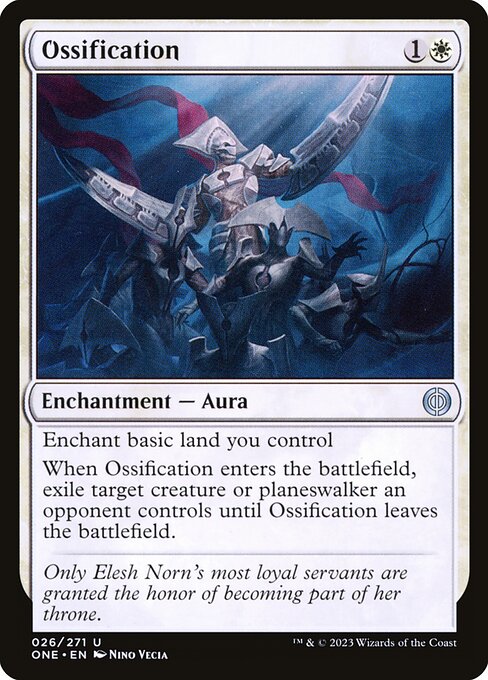 Ossification 1
Enchantment — Aura
Enchant basic land you control
When Ossification enters the battlefield,
exile target creature or planeswalker an
opponent controls until Ossification leaves
the battlefield.
Only Elesh Norn's most loyal servants are
granted the honor of becoming part of her
throne.
026/271 U
ONE • EN Nino Vecia
™ & © 2023 Wizards of the Coast